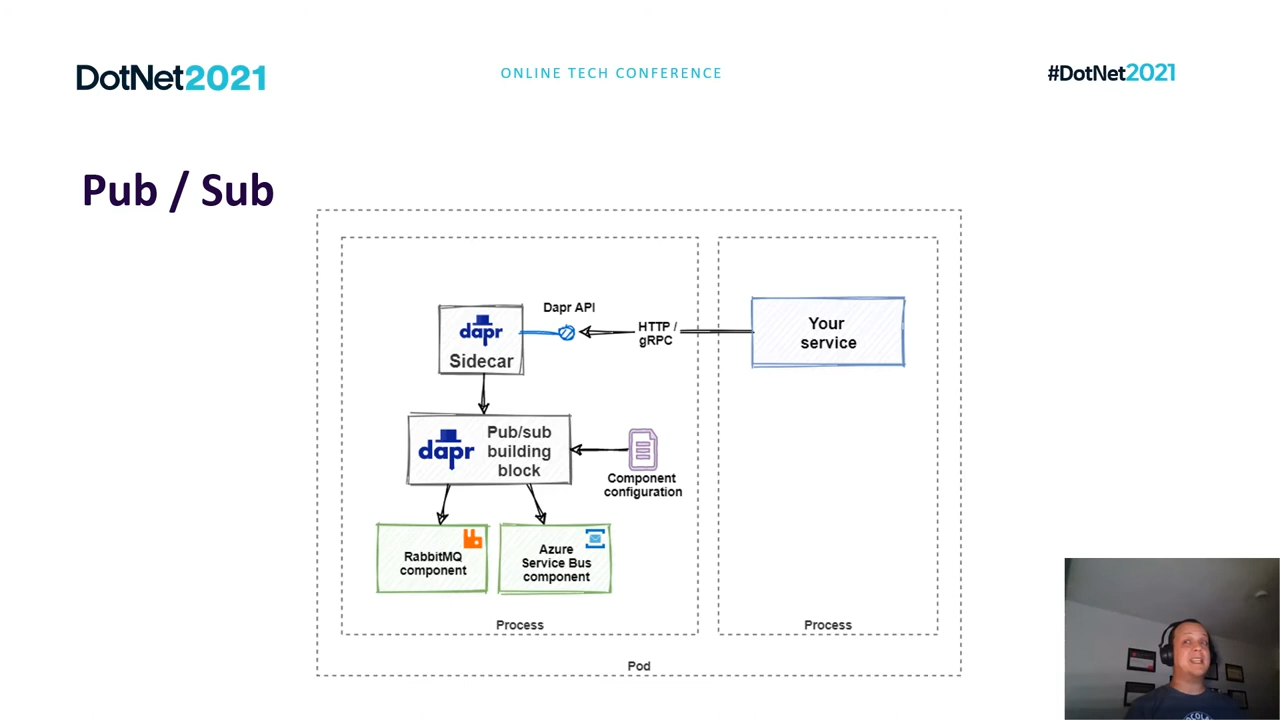 DotNet2021
ONLINE TECH CONFERENCE
#DotNet2021
Pub / Sub
Dapr API
dapr
Sidecar
HTTP /
gRPC
Your
service
dapr
Pub/sub
building
block
Component
configuration
RabbitMQ
component
Azure
Service Bus
component
Process
Process
Pod